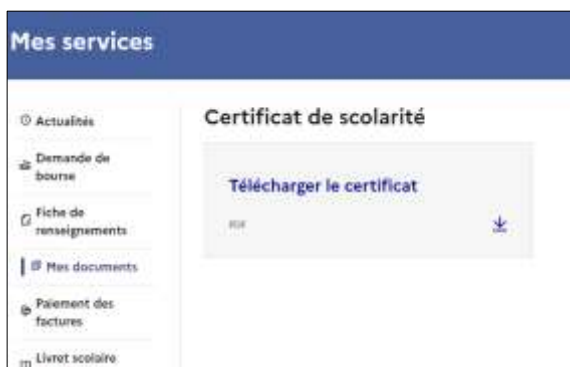 Mes services
Actualités
Demande de
bourse
Fiche de
renseignements
Mes documents
Paiement des
factures
Livret scolaire
Certificat de scolarité
Télécharger le certificat
PDF